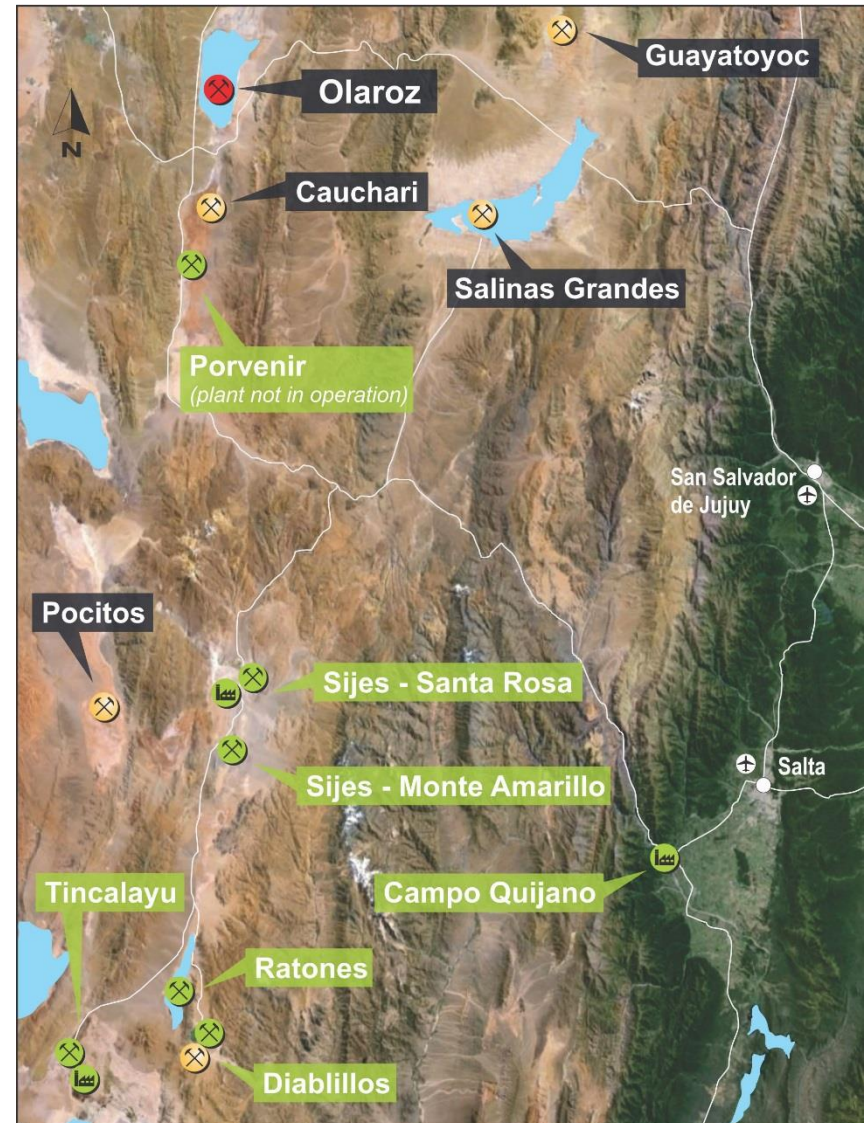 Guayatoyoc
Olaroz
N
Cauchari
Salinas Grandes
Porvenir
(plant not in operation)
San Salvador
de Jujuy
Pocitos
Sijes - Santa Rosa
Sijes - Monte Amarillo
Salta
Tincalayu
Campo Quijano
Ratones
Diablillos